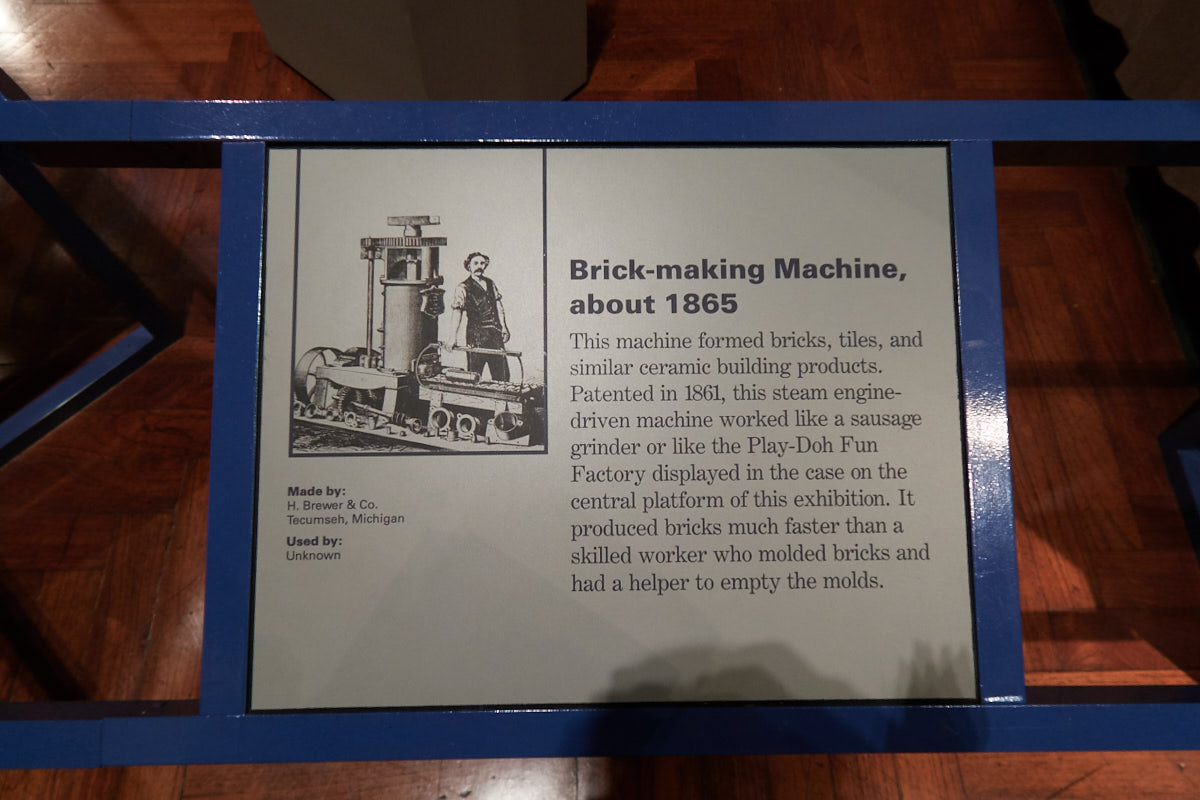 Brick-making Machine,
about 1865
This machine formed bricks, tiles, and
similar ceramic building products.
Patented in 1861, this steam engine-
driven machine worked like a sausage
grinder or like the Play-Doh Fun
Factory displayed in the case on the
central platform of this exhibition. It
produced bricks much faster than a
skilled worker who molded bricks and
had a helper to empty the molds.
Made by:
H. Brewer & Co.
Tecumseh, Michigan
Used by:
Unknown